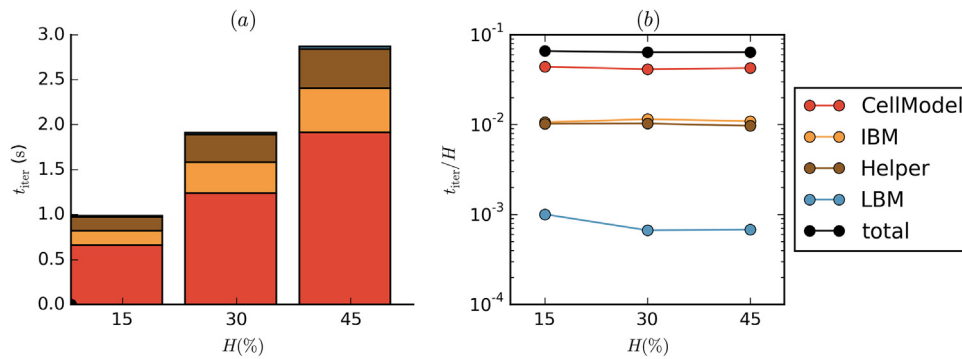 (a)
3.0
2.5
2.0
1.5
1.0
0.5
0.0
t_iter (s)
15 30 45
H(%)
(b)
10^-1
10^-2
10^-3
10^-4
t_iter/H
15 30 45
H(%)
CellModel
IBM
Helper
LBM
total